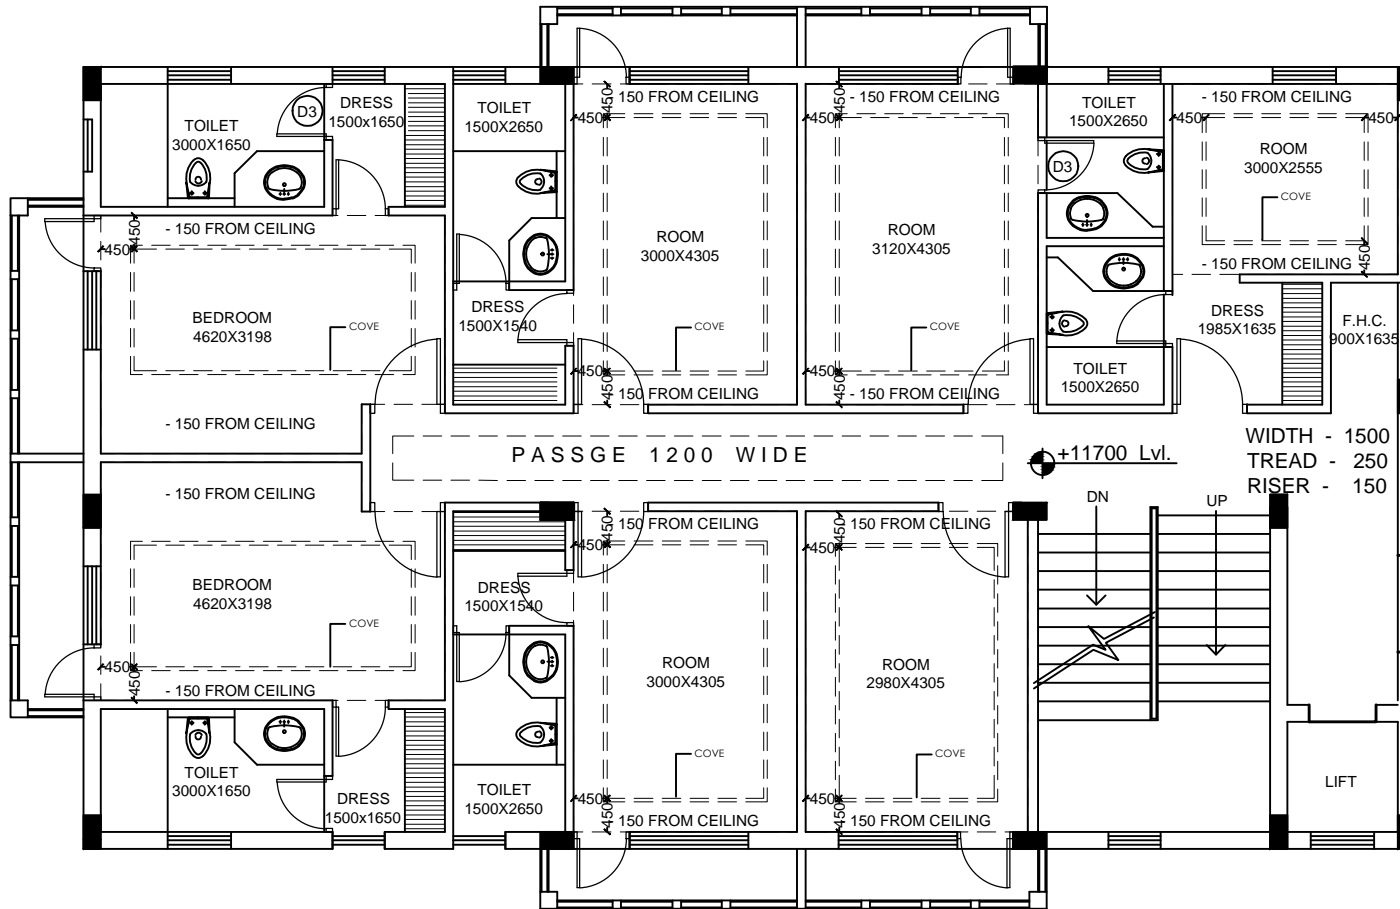 TOILET
3000X1650
D3
DRESS
1500x1650
TOILET
1500X2650
450
450
150 FROM CEILING
450
450
- 150 FROM CEILING
TOILET
1500X2650
D3
450
- 150 FROM CEILING
450
ROOM
3000X2555
COVE
450
- 150 FROM CEILING
450
450
- 150 FROM CEILING
BEDROOM
4620X3198
COVE
- 150 FROM CEILING
DRESS
1500X1540
ROOM
3000X4305
COVE
450
450
150 FROM CEILING
ROOM
3120X4305
COVE
450
450
- 150 FROM CEILING
TOILET
1500X2650
DRESS
1985X1635
F.H.C.
900X1635
PASSGE 1200 WIDE
+11700 Lvl.
WIDTH - 1500
TREAD - 250
RISER - 150
DN
UP
- 150 FROM CEILING
BEDROOM
4620X3198
COVE
450
450
- 150 FROM CEILING
DRESS
1500X1540
450
450
150 FROM CEILING
ROOM
3000X4305
COVE
450
450
150 FROM CEILING
450
450
- 150 FROM CEILING
ROOM
2980X4305
COVE
450
450
- 150 FROM CEILING
TOILET
3000X1650
DRESS
1500x1650
TOILET
1500X2650
LIFT